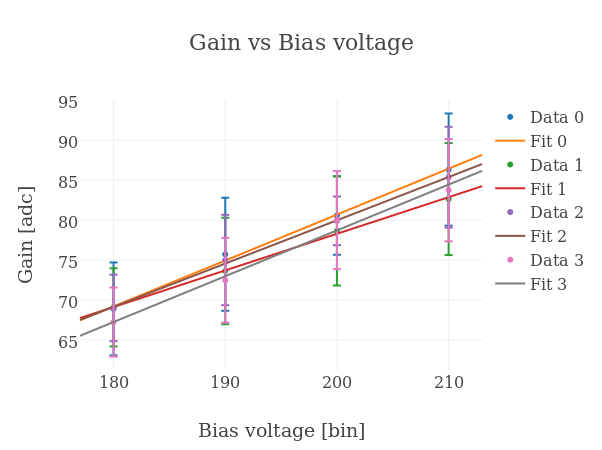 Gain vs Bias voltage
95
90
85
80
75
70
65
Gain [adc]
180
190
200
210
Bias voltage [bin]
Data 0
Fit 0
Data 1
Fit 1
Data 2
Fit 2
Data 3
Fit 3